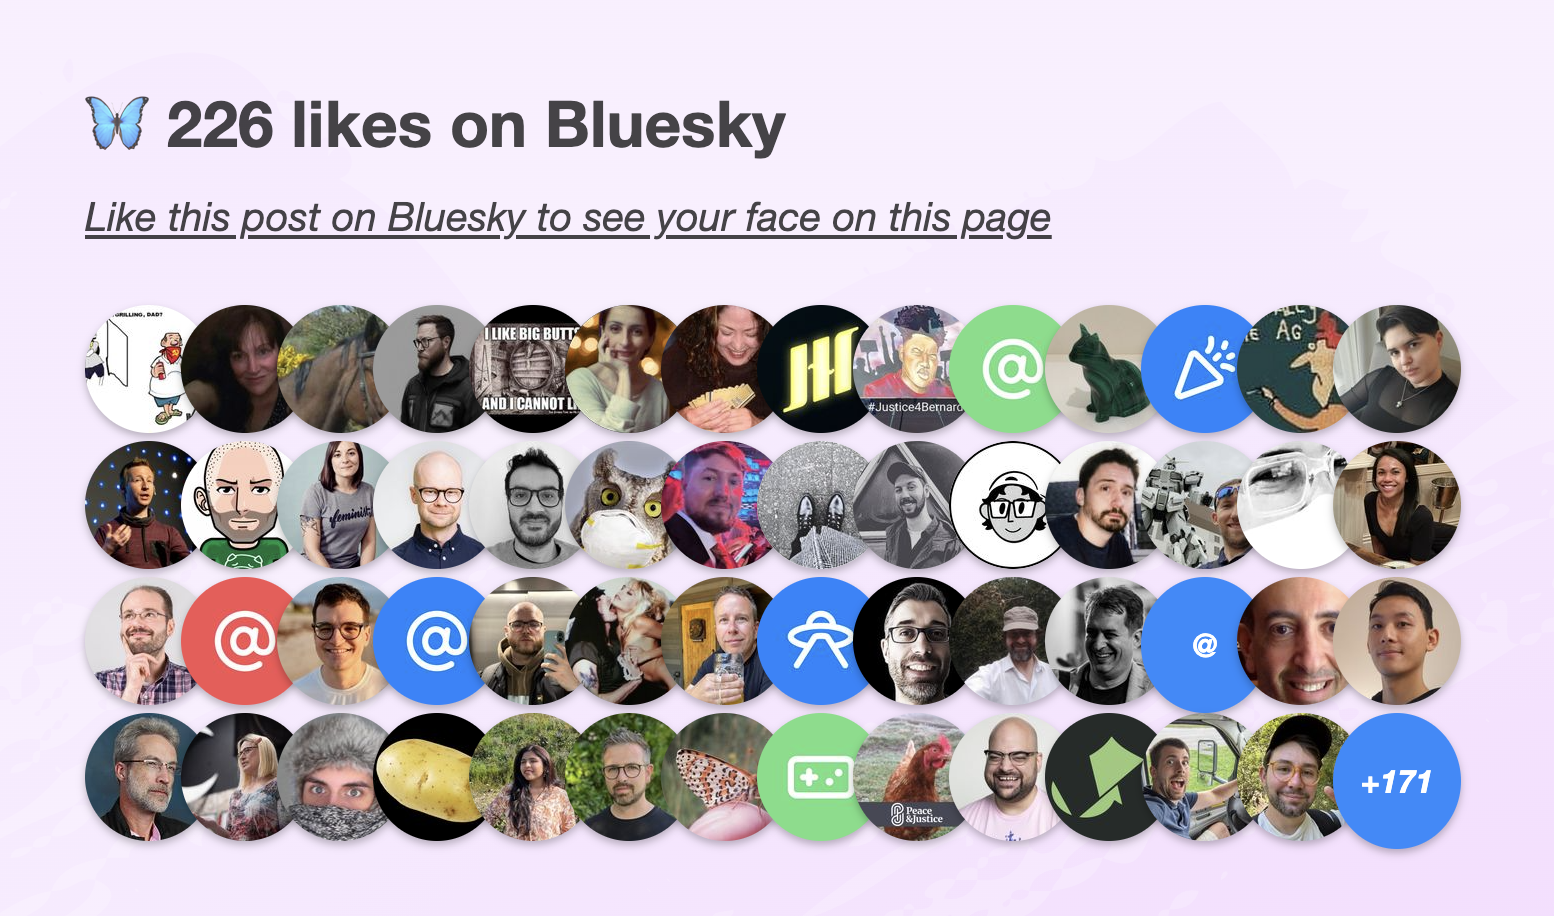 226 likes on Bluesky
Like this post on Bluesky to see your face on this page
GRILLING, DAD?
I LIKE BIG BUTTS
AND I CANNOT
#Justice4Bernard
AG
@
feminist
@
@
@
Peace
&Justice
+171